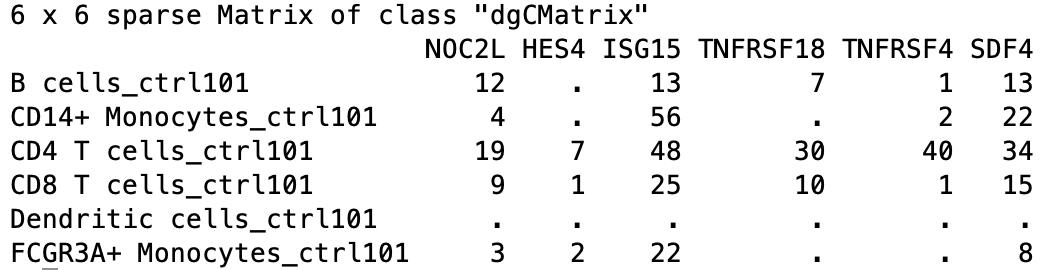 6 x 6 sparse Matrix of class "dgCMatrix"
NOC2L HES4 ISG15 TNFRSF18 TNFRSF4 SDF4
B cells_ctrl101 12 . 13 7 1 13
CD14+ Monocytes_ctrl101 4 . 56 . 2 22
CD4 T cells_ctrl101 19 7 48 30 40 34
CD8 T cells_ctrl101 9 1 25 10 1 15
Dendritic cells_ctrl101 . . . . . .
FCGR3A+ Monocytes_ctrl101 3 2 22 . . 8